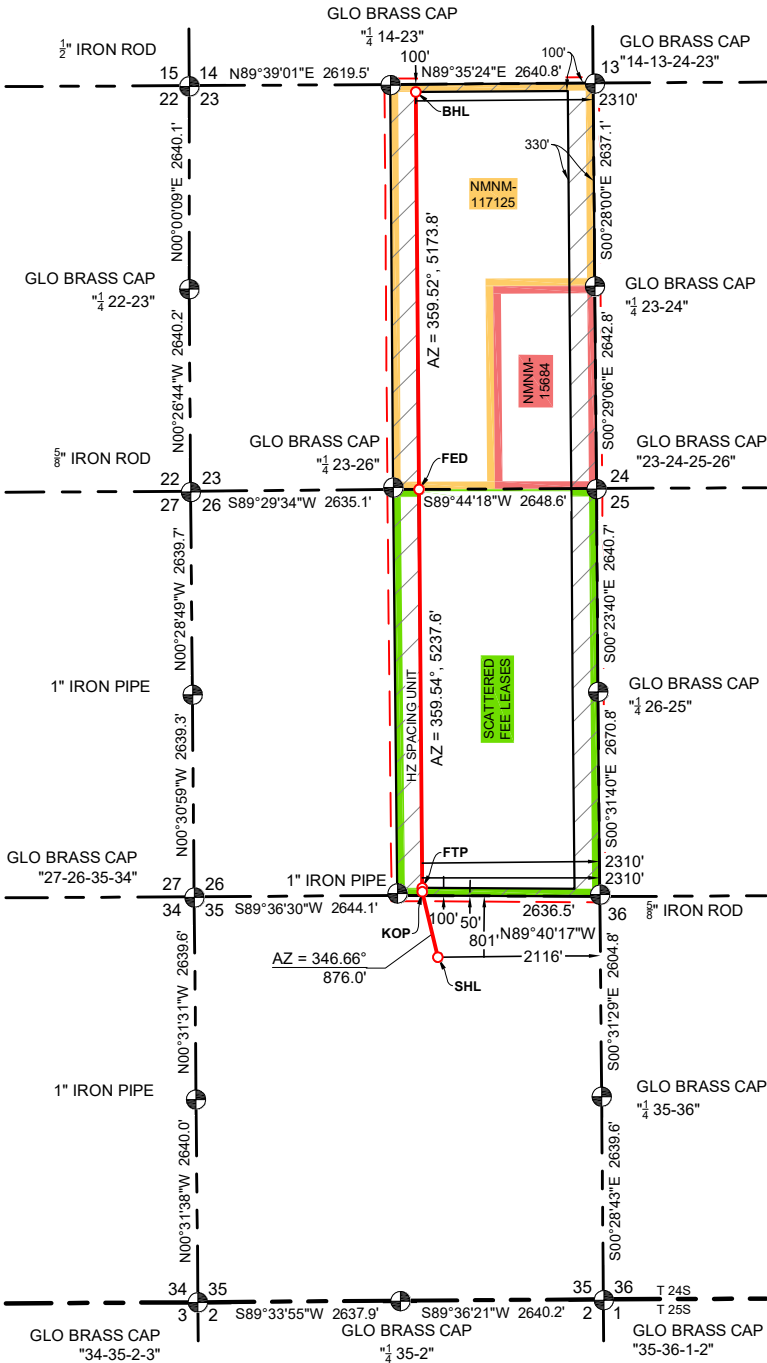 GLO BRASS CAP
"1/4 14-23"
1/2" IRON ROD
GLO BRASS CAP
"14-13-24-23"
100'
100'
15 14
22 23
13
N89°39'01"E 2619.5'
N89°35'24"E 2640.8'
BHL
2310'
330'
N00°00'09"E 2640.1'
S00°28'00"E 2637.1'
NMNM-
117125
AZ = 359.52°, 5173.8'
GLO BRASS CAP
"1/4 22-23"
GLO BRASS CAP
"1/4 23-24"
N00°26'44"W 2640.2'
S00°29'06"E 2642.8'
NMNM-
15684
5/8" IRON ROD
GLO BRASS CAP
"1/4 23-26"
FED
GLO BRASS CAP
"23-24-25-26"
22 23
27 26
24
25
S89°29'34"W 2635.1'
S89°44'18"W 2648.6'
N00°28'49"W 2639.7'
S00°23'40"E 2640.7'
1" IRON PIPE
GLO BRASS CAP
"1/4 26-25"
HZ SPACING UNIT
AZ = 359.54°, 5237.6'
SCATTERED
FEE LEASES
N00°30'59"W 2639.3'
S00°31'40"E 2670.8'
GLO BRASS CAP
"27-26-35-34"
FTP
2310'
2310'
27 26
34 35
1" IRON PIPE
36
5/8" IRON ROD
S89°36'30"W 2644.1'
KOP
100'
50'
2636.5'
801'
N89°40'17"W
AZ = 346.66°
876.0'
2116'
SHL
N00°31'31"W 2639.6'
S00°31'29"E 2604.8'
1" IRON PIPE
GLO BRASS CAP
"1/4 35-36"
N00°31'38"W 2640.0'
S00°28'43"E 2639.6'
34 35
3 2
35 36
2 1
T 24S
T 25S
S89°33'55"W 2637.9'
S89°36'21"W 2640.2'
GLO BRASS CAP
"34-35-2-3"
GLO BRASS CAP
"1/4 35-2"
GLO BRASS CAP
"35-36-1-2"